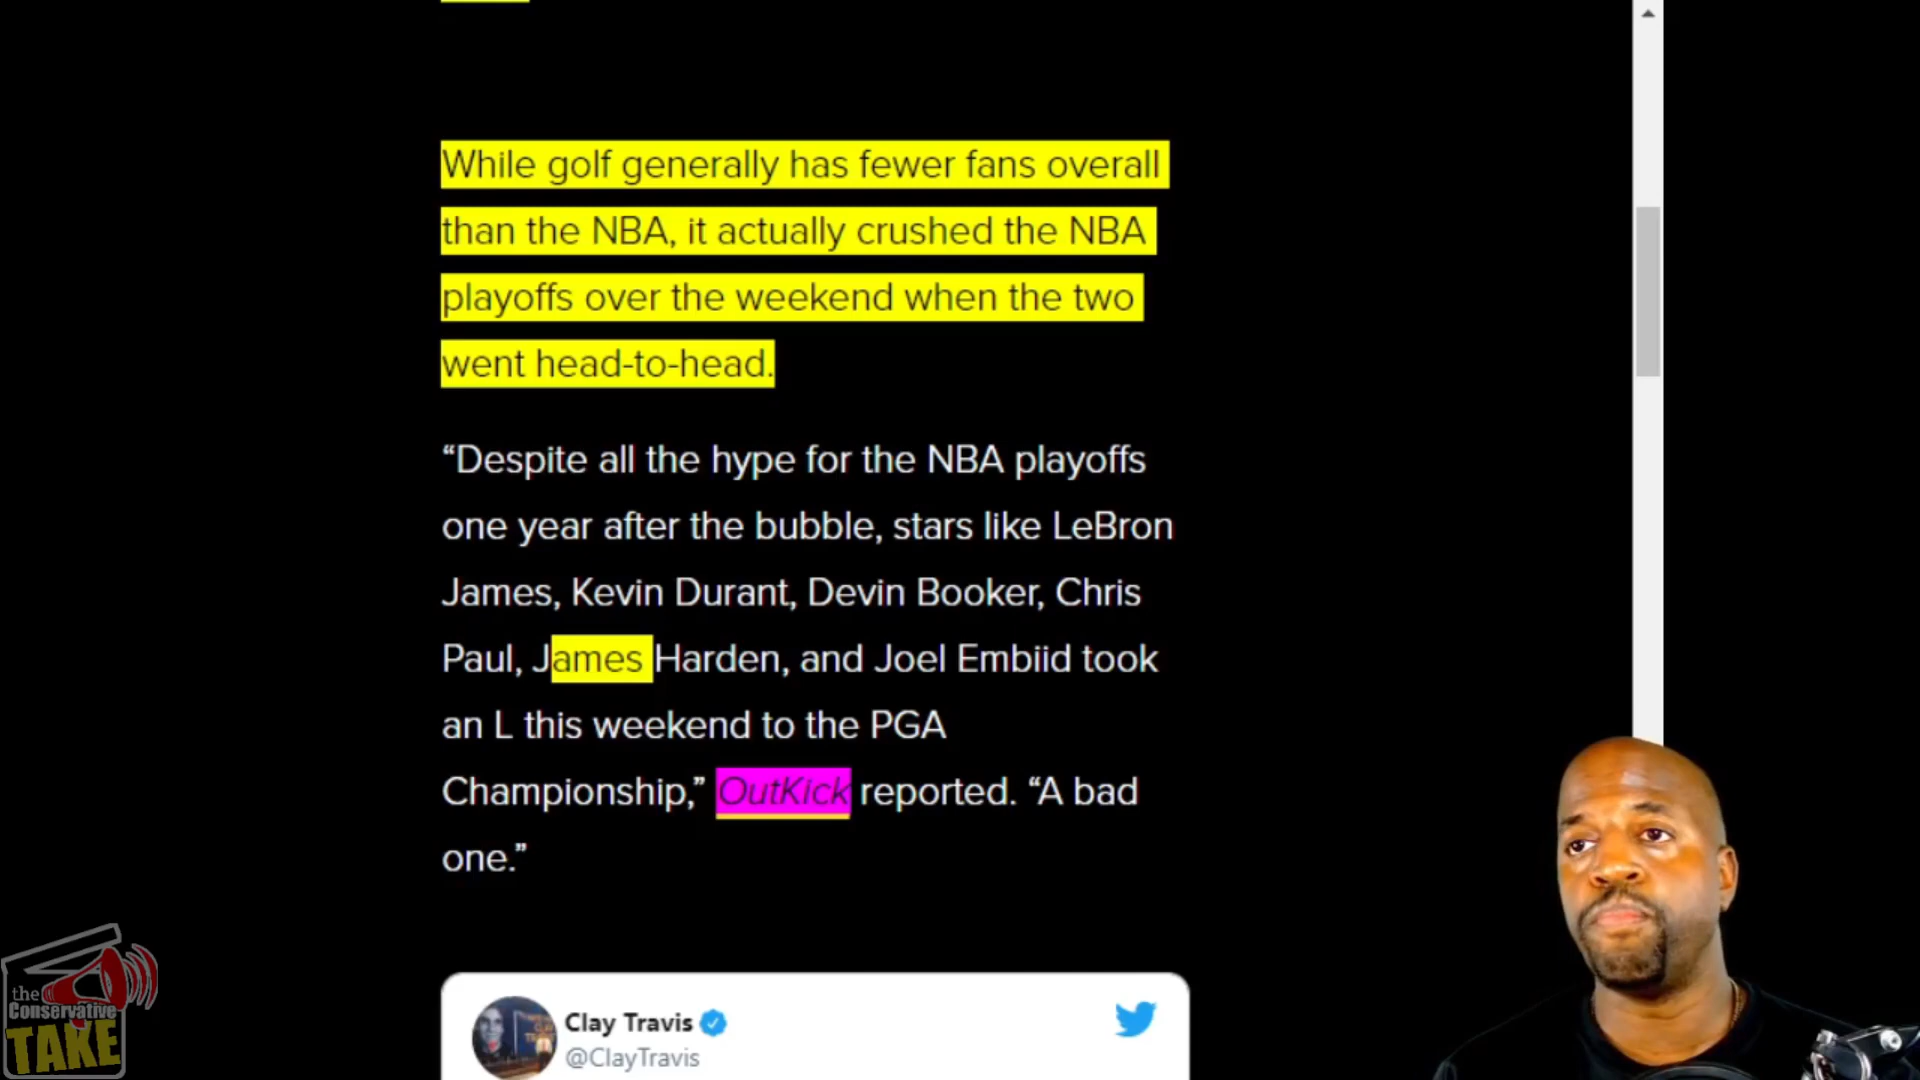 While golf generally has fewer fans overall
than the NBA, it actually crushed the NBA
playoffs over the weekend when the two
went head-to-head.
“Despite all the hype for the NBA playoffs
one year after the bubble, stars like LeBron
James, Kevin Durant, Devin Booker, Chris
Paul, James Harden, and Joel Embiid took
an L this weekend to the PGA
Championship,” OutKick reported. “A bad
one.”
Clay Travis
@ClayTravis
the
Conservative
TAKE